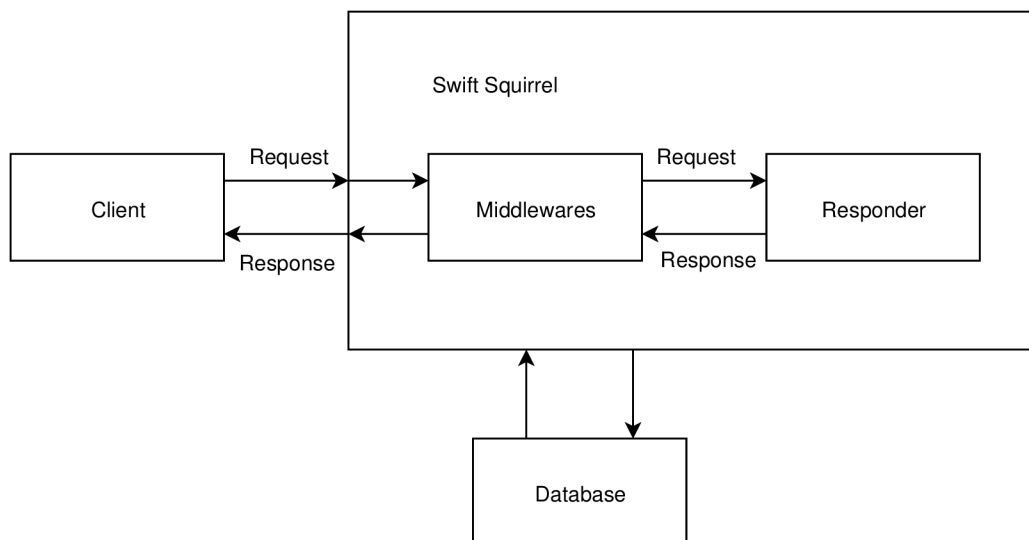 Swift Squirrel
Request
Request
Client
Middlewares
Responder
Response
Response
Database